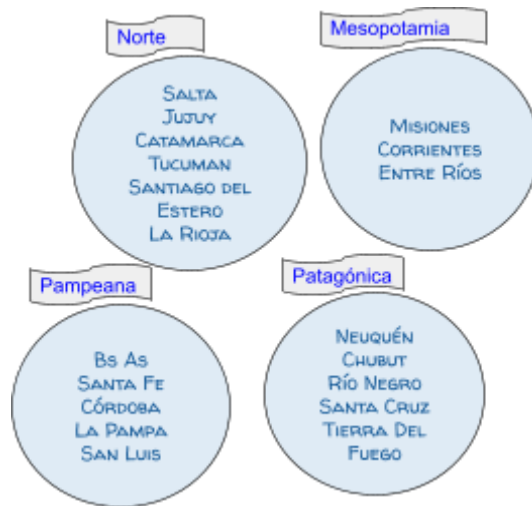 Norte
Salta
Jujuy
Catamarca
Tucuman
Santiago del
Estero
La Rioja
Mesopotamia
Misiones
Corrientes
Entre Ríos
Pampeana
Bs As
Santa Fe
Córdoba
La Pampa
San Luis
Patagónica
Neuquén
Chubut
Río Negro
Santa Cruz
Tierra Del
Fuego